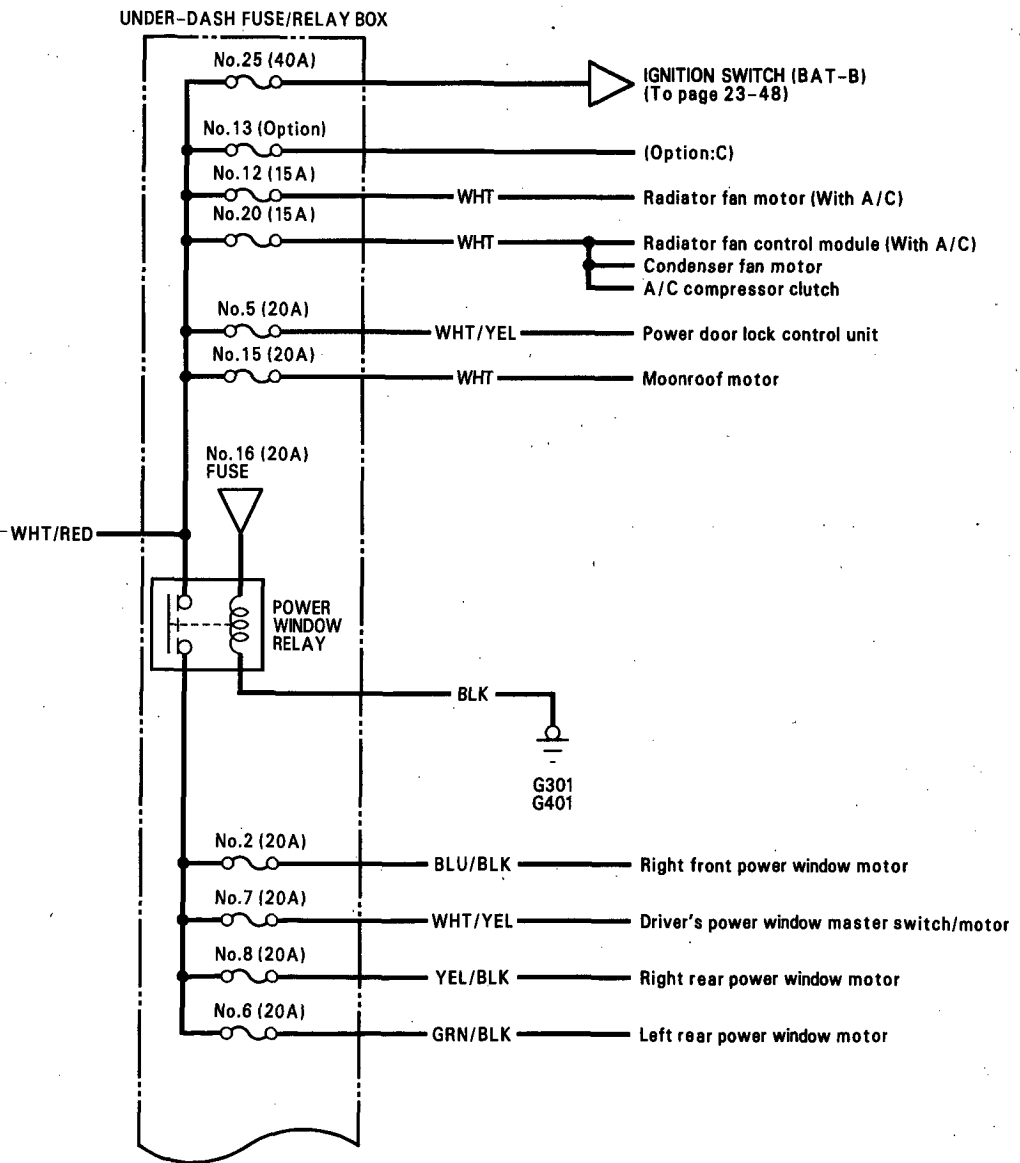 UNDER-DASH FUSE/RELAY BOX
No.25 (40A)
IGNITION SWITCH (BAT-B)
(To page 23-48)
No.13 (Option)
(Option:C)
No.12 (15A)
WHT
Radiator fan motor (With A/C)
No.20 (15A)
WHT
Radiator fan control module (With A/C)
Condenser fan motor
A/C compressor clutch
No.5 (20A)
WHT/YEL
Power door lock control unit
No.15 (20A)
WHT
Moonroof motor
No.16 (20A)
FUSE
WHT/RED
POWER
WINDOW
RELAY
BLK
G301
G401
No.2 (20A)
BLU/BLK
Right front power window motor
No.7 (20A)
WHT/YEL
Driver's power window master switch/motor
No.8 (20A)
YEL/BLK
Right rear power window motor
No.6 (20A)
GRN/BLK
Left rear power window motor